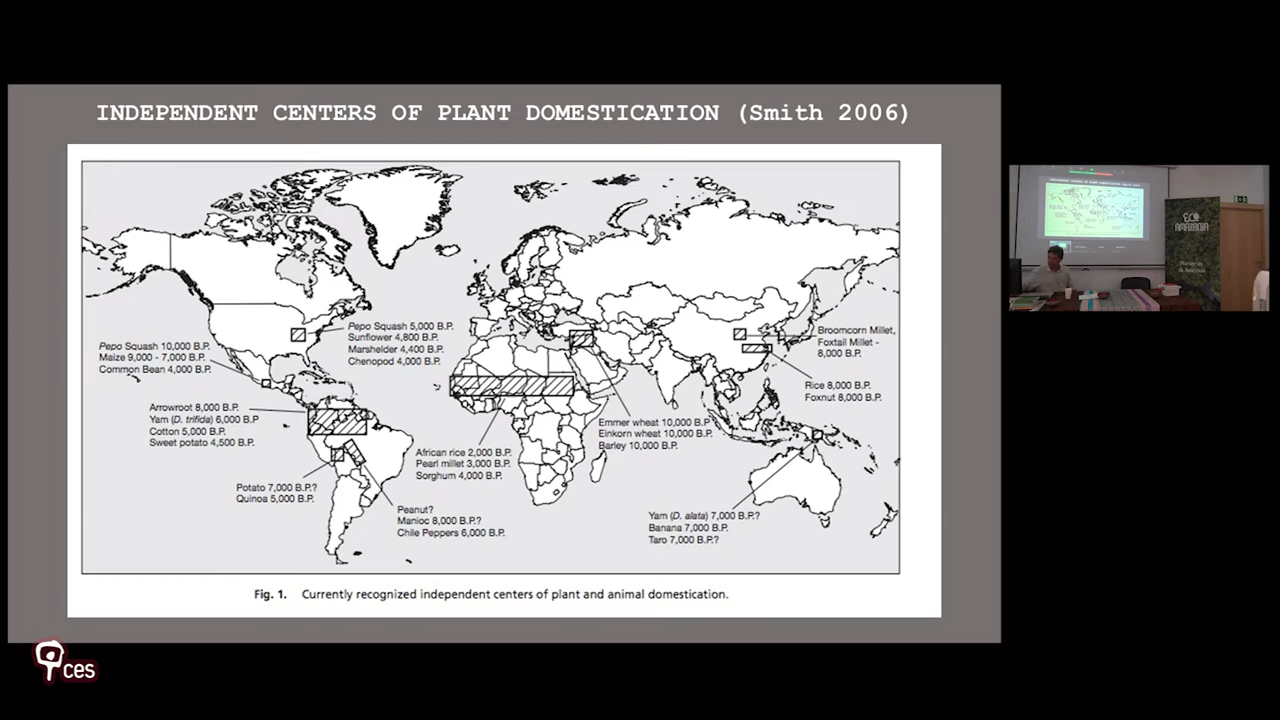 INDEPENDENT CENTERS OF PLANT DOMESTICATION (Smith 2006)
Pepo Squash 5,000 B.P.
Sunflower 4,800 B.P.
Marshelder 4,400 B.P.
Chenopod 4,000 B.P.
Pepo Squash 10,000 B.P.
Maize 9,000 - 7,000 B.P.
Common Bean 4,000 B.P.
Broomcorn Millet,
Foxtail Millet -
8,000 B.P.
Rice 8,000 B.P.
Foxnut 8,000 B.P.
Arrowroot 8,000 B.P.
Yam (D. trifida) 6,000 B.P
Cotton 5,000 B.P.
Sweet potato 4,500 B.P.
Emmer wheat 10,000 B.P
Einkorn wheat 10,000 B.P.
Barley 10,000 B.P.
African rice 2,000 B.P.
Pearl millet 3,000 B.P.
Sorghum 4,000 B.P.
Potato 7,000 B.P.?
Quinoa 5,000 B.P.
Peanut?
Manioc 8,000 B.P.?
Chile Peppers 6,000 B.P.
Yam (D. alata) 7,000 B.P.?
Banana 7,000 B.P.
Taro 7,000 B.P.?
Fig. 1. Currently recognized independent centers of plant and animal domestication.
ECO
AMAZONIA
ces